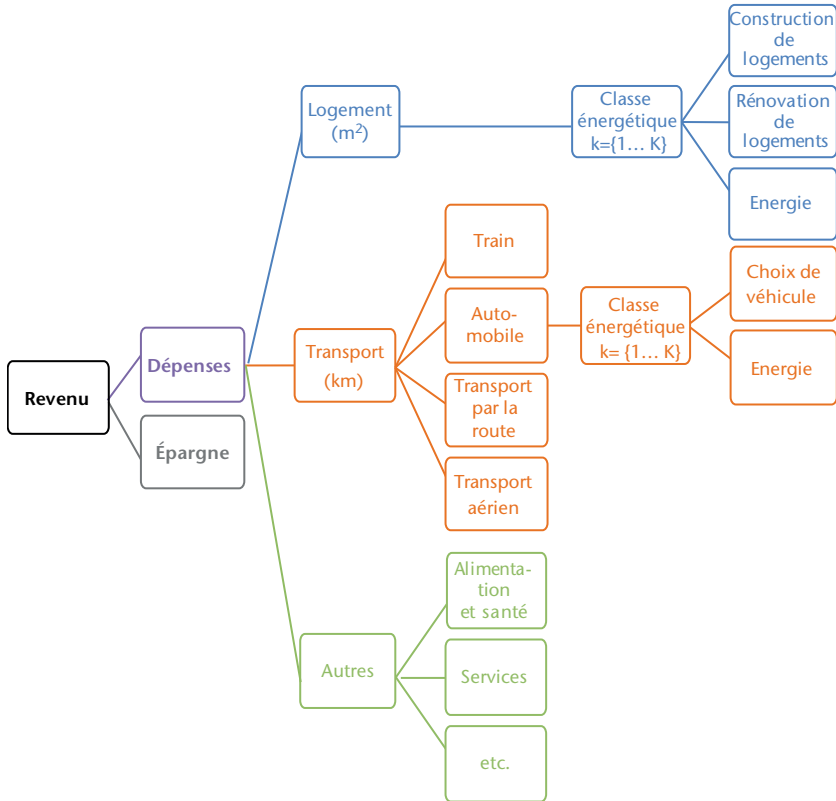 Revenu
Dépenses
Épargne
Logement
(m²)
Classe
énergétique
k={1... K}
Construction
de
logements
Rénovation
de
logements
Energie
Transport
(km)
Train
Auto-
mobile
Transport
par la
route
Transport
aérien
Classe
énergétique
k= {1... K}
Choix de
véhicule
Energie
Autres
Alimenta-
tion
et santé
Services
etc.